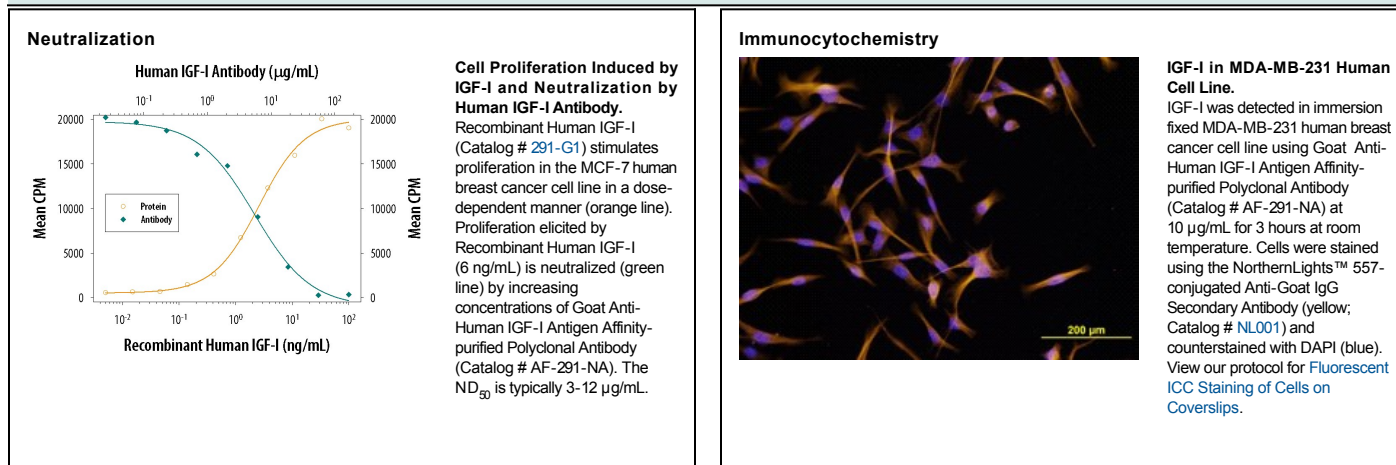 Neutralization
Human IGF-I Antibody (µg/mL)
10-1 100 101 102
20000 20000
15000 15000
10000 10000
5000 5000
0 0
Mean CPM
Mean CPM
Protein
Antibody
10-2 10-1 100 101 102
Recombinant Human IGF-I (ng/mL)
Cell Proliferation Induced by
IGF-I and Neutralization by
Human IGF-I Antibody.
Recombinant Human IGF-I
(Catalog # 291-G1) stimulates
proliferation in the MCF-7 human
breast cancer cell line in a dose-
dependent manner (orange line).
Proliferation elicited by
Recombinant Human IGF-I
(6 ng/mL) is neutralized (green
line) by increasing
concentrations of Goat Anti-
Human IGF-I Antigen Affinity-
purified Polyclonal Antibody
(Catalog # AF-291-NA). The
ND50 is typically 3-12 µg/mL.
Immunocytochemistry
200 µm
IGF-I in MDA-MB-231 Human
Cell Line.
IGF-I was detected in immersion
fixed MDA-MB-231 human breast
cancer cell line using Goat Anti-
Human IGF-I Antigen Affinity-
purified Polyclonal Antibody
(Catalog # AF-291-NA) at
10 µg/mL for 3 hours at room
temperature. Cells were stained
using the NorthernLights™ 557-
conjugated Anti-Goat IgG
Secondary Antibody (yellow;
Catalog # NL001) and
counterstained with DAPI (blue).
View our protocol for Fluorescent
ICC Staining of Cells on
Coverslips.